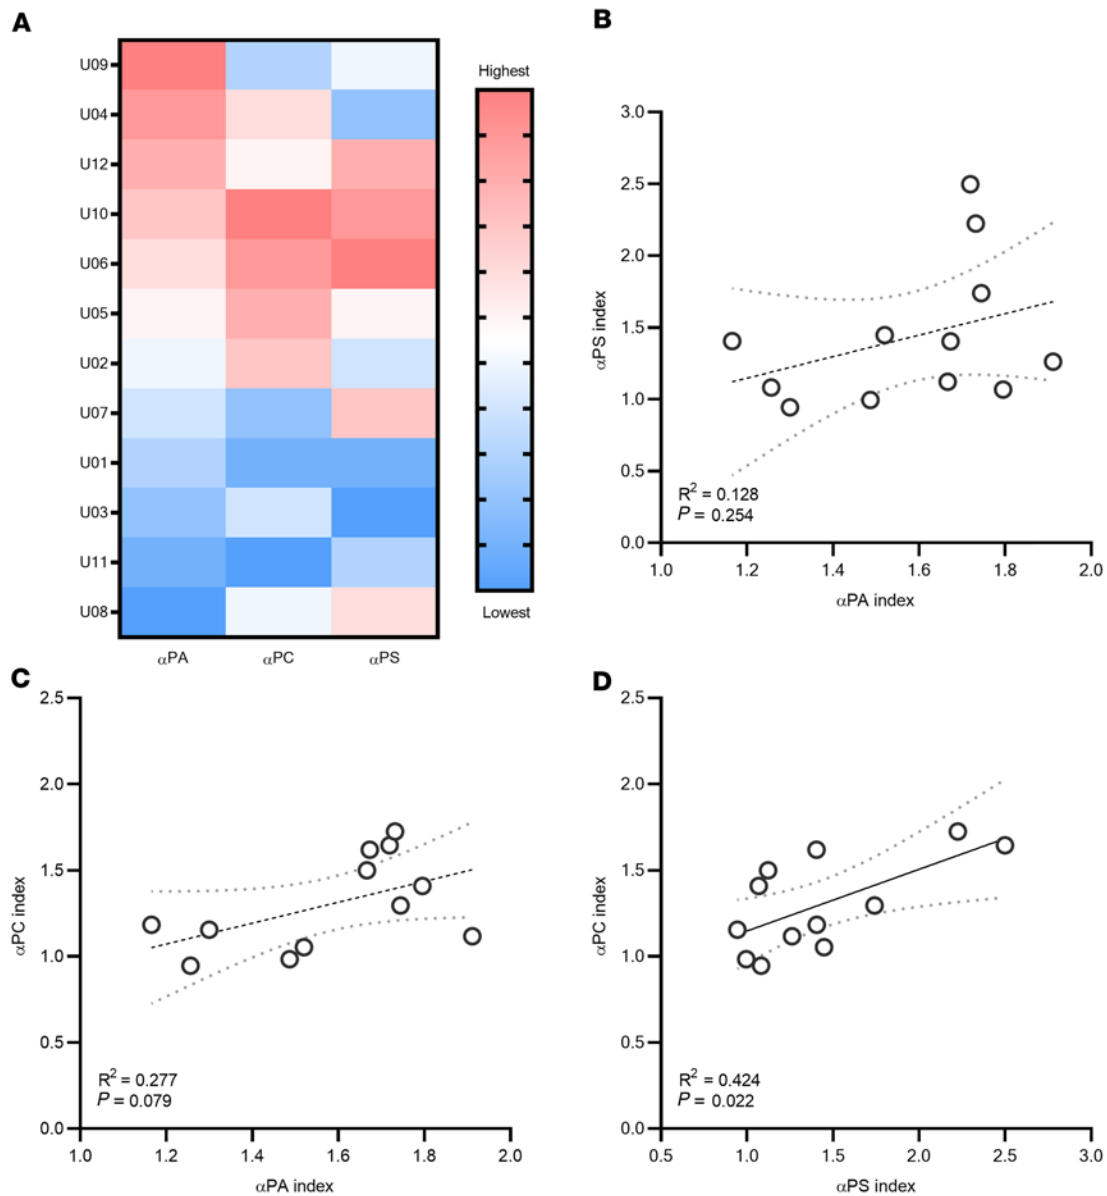 A
U09
U04
U12
U10
U06
U05
U02
U07
U01
U03
U11
U08
αPA αPC αPS
Highest
Lowest
B
αPS index
3.0
2.5
2.0
1.5
1.0
0.5
0.0
R² = 0.128
P = 0.254
1.0 1.2 1.4 1.6 1.8 2.0
αPA index
C
αPC index
2.5
2.0
1.5
1.0
0.5
0.0
R² = 0.277
P = 0.079
1.0 1.2 1.4 1.6 1.8 2.0
αPA index
D
αPC index
2.5
2.0
1.5
1.0
0.5
0.0
R² = 0.424
P = 0.022
0.5 1.0 1.5 2.0 2.5 3.0
αPS index